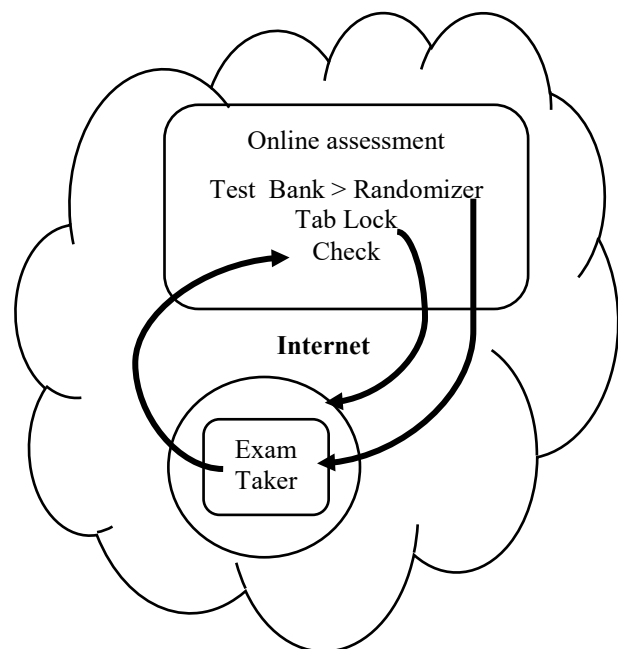 Online assessment
Test Bank > Randomizer
Tab Lock
Check
Internet
Exam
Taker